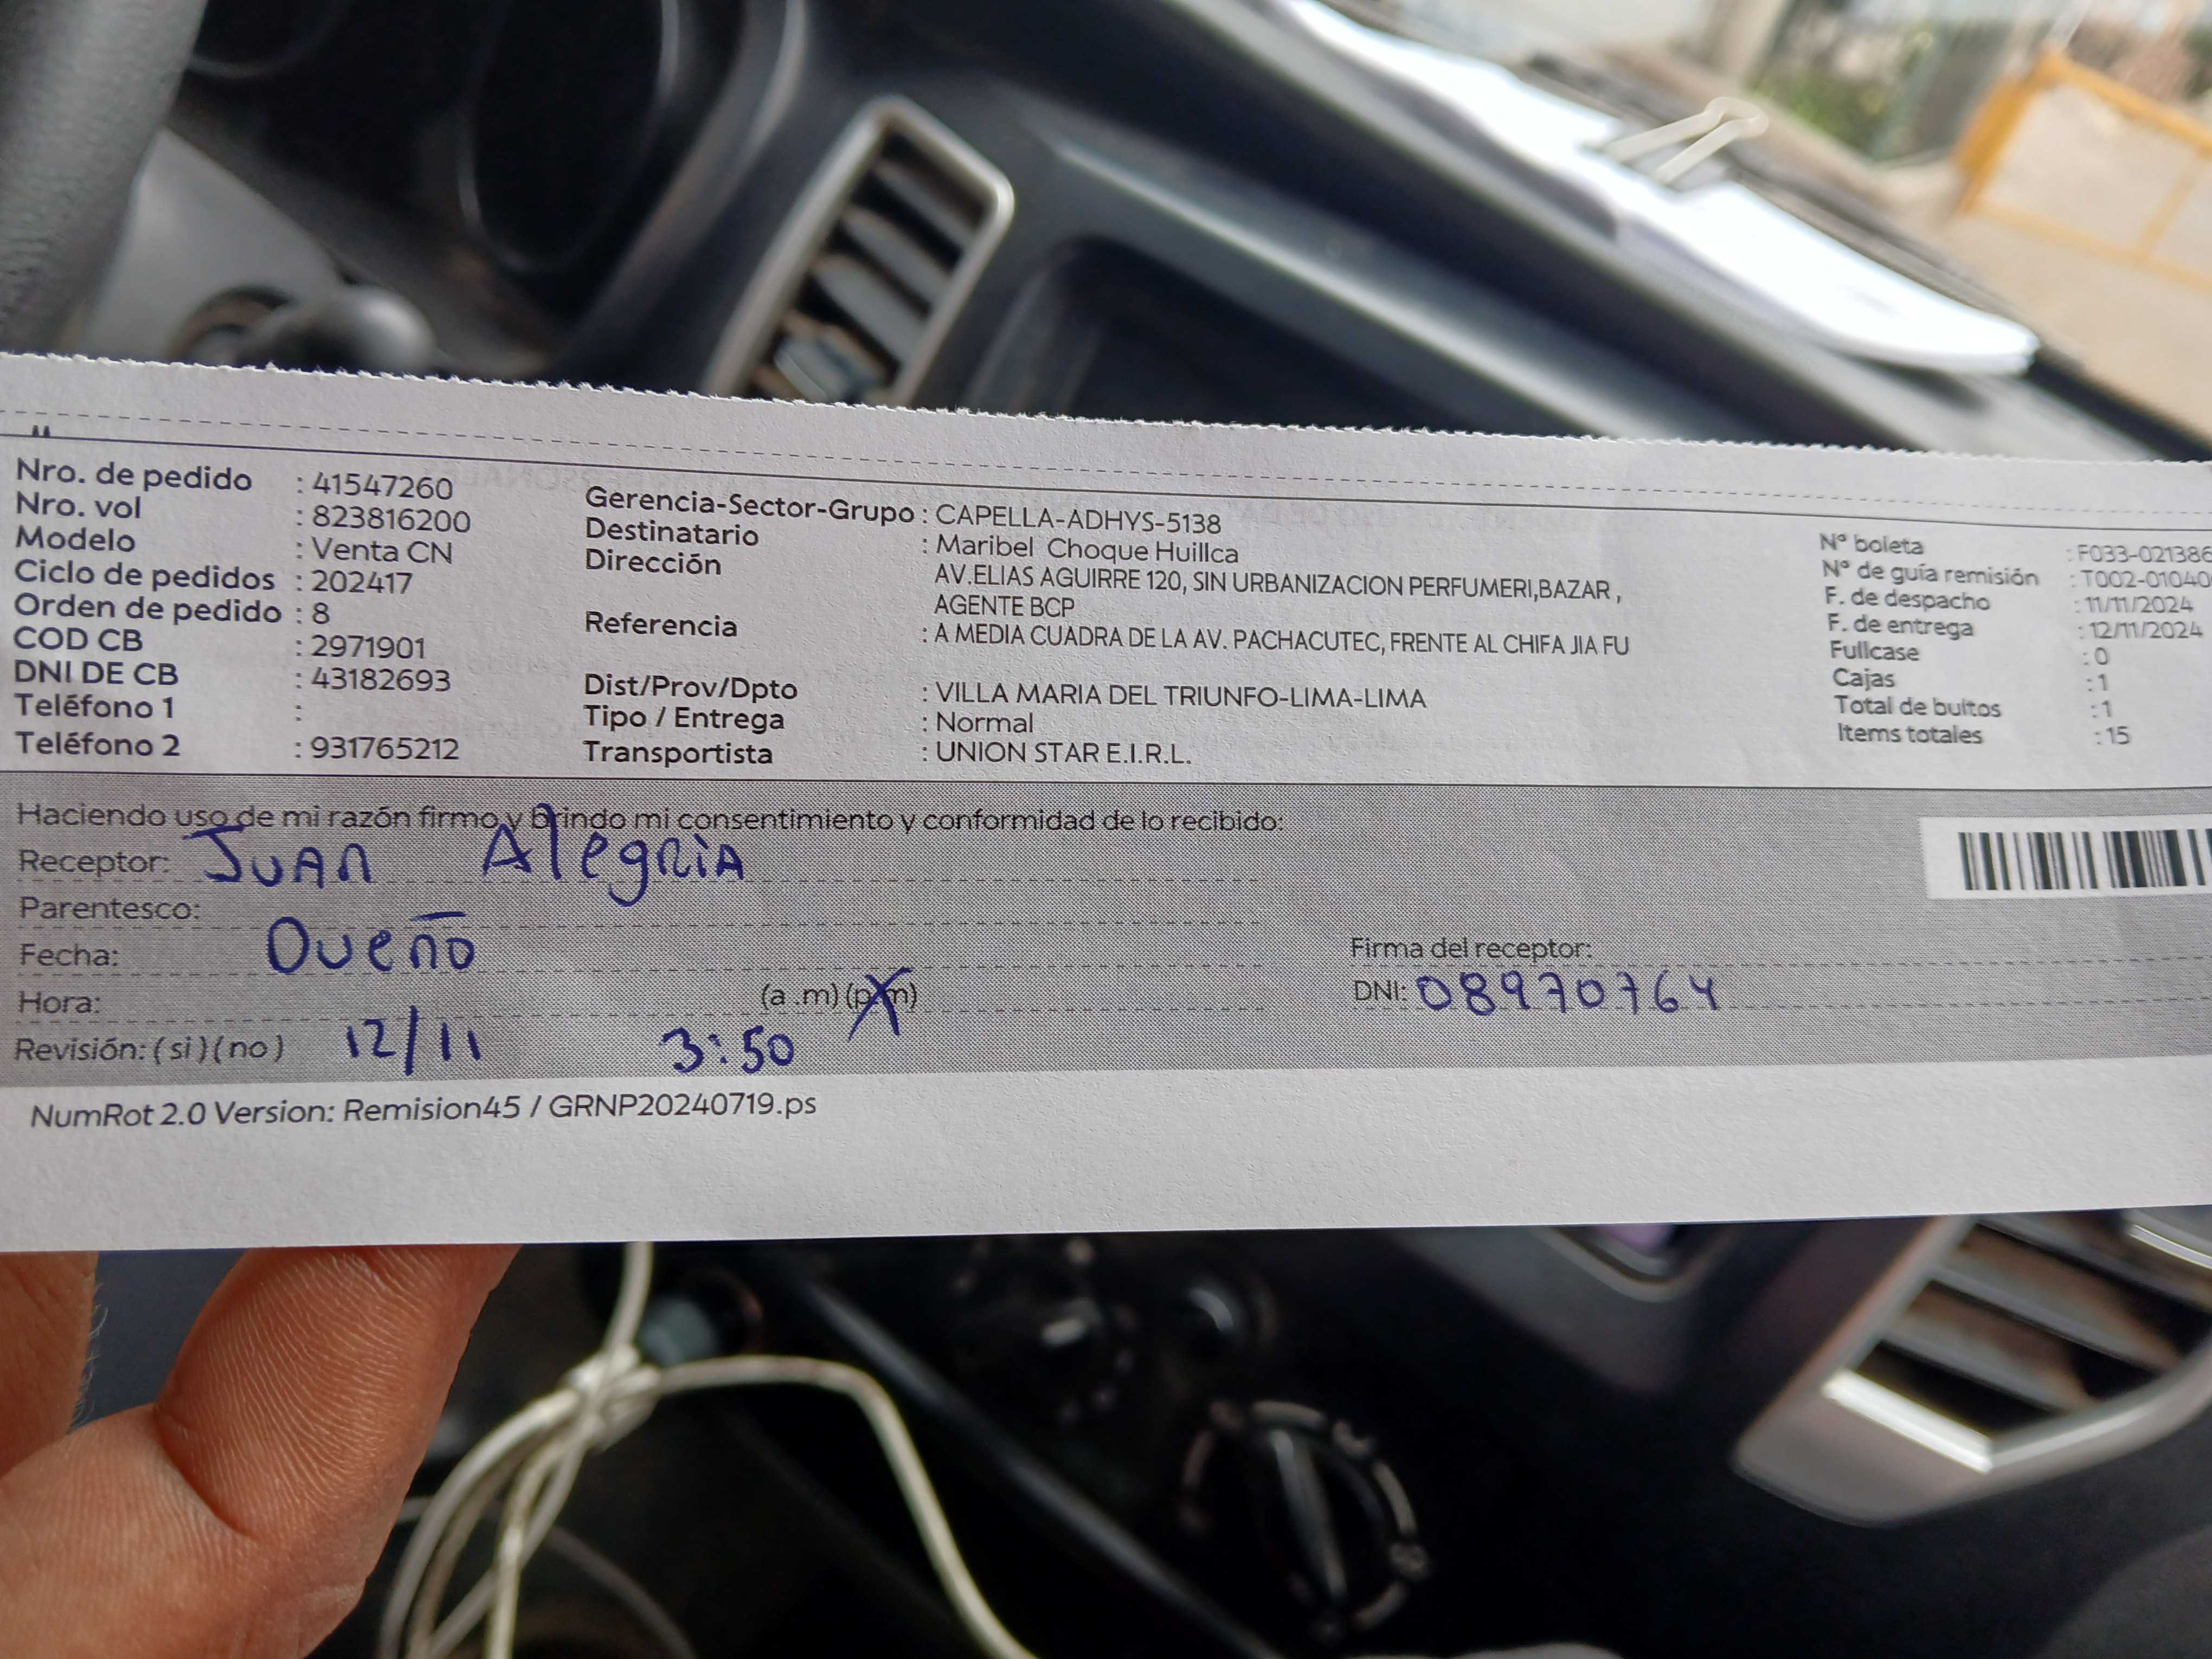 Nro. de pedido : 41547260
Nro. vol : 823816200
Modelo : Venta CN
Ciclo de pedidos : 202417
Orden de pedido : 8
COD CB : 2971901
DNI DE CB : 43182693
Teléfono 1 :
Teléfono 2 : 931765212
Gerencia-Sector-Grupo : CAPELLA-ADHYS-5138
Destinatario : Maribel Choque Huillca
Dirección AV.ELIAS AGUIRRE 120, SIN URBANIZACION PERFUMERI,BAZAR ,
AGENTE BCP
Referencia : A MEDIA CUADRA DE LA AV. PACHACUTEC, FRENTE AL CHIFA JIA FU
Dist/Prov/Dpto : VILLA MARIA DEL TRIUNFO-LIMA-LIMA
Tipo / Entrega : Normal
Transportista : UNION STAR E.I.R.L.
Nº boleta : F033-021386
Nº de guía remisión : T002-01040
F. de despacho : 11/11/2024
F. de entrega : 12/11/2024
Fullcase : 0
Cajas : 1
Total de bultos : 1
Items totales : 15
Haciendo uso de mi razón firmo y brindo mi consentimiento y conformidad de lo recibido:
Receptor: JUAN Alegria
Parentesco:
Fecha: Dueño
Hora: (a .m) (p.m)
Revisión: (si) (no) 12/11 3:50
Firma del receptor:
DNI: 08970764
NumRot 2.0 Version: Remision45 / GRNP20240719.ps